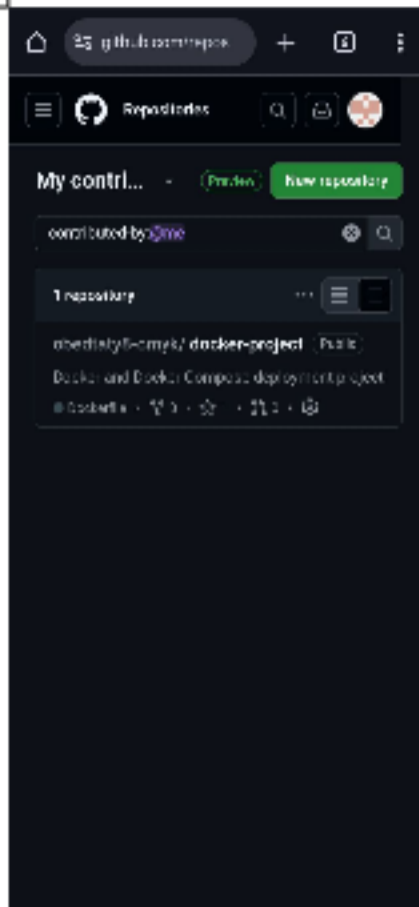 github.com/repos
Repositories
My contri... Preview New repository
contributed-by:@me
1 repository
docker-project Public
Docker and Docker Compose deployment project
Dockerfile